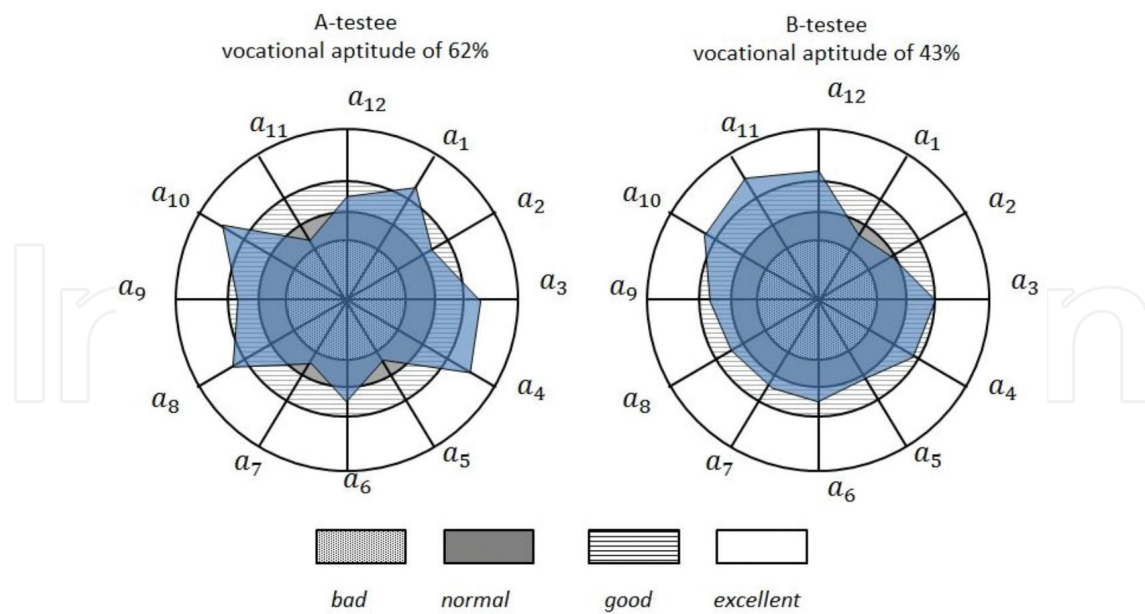 A-testee
vocational aptitude of 62%
B-testee
vocational aptitude of 43%
a₁₂
a₁₁
a₁
a₁₀
a₂
a₉
a₃
a₈
a₄
a₇
a₅
a₆
a₁₂
a₁₁
a₁
a₁₀
a₂
a₉
a₃
a₈
a₄
a₇
a₅
a₆
bad normal good excellent